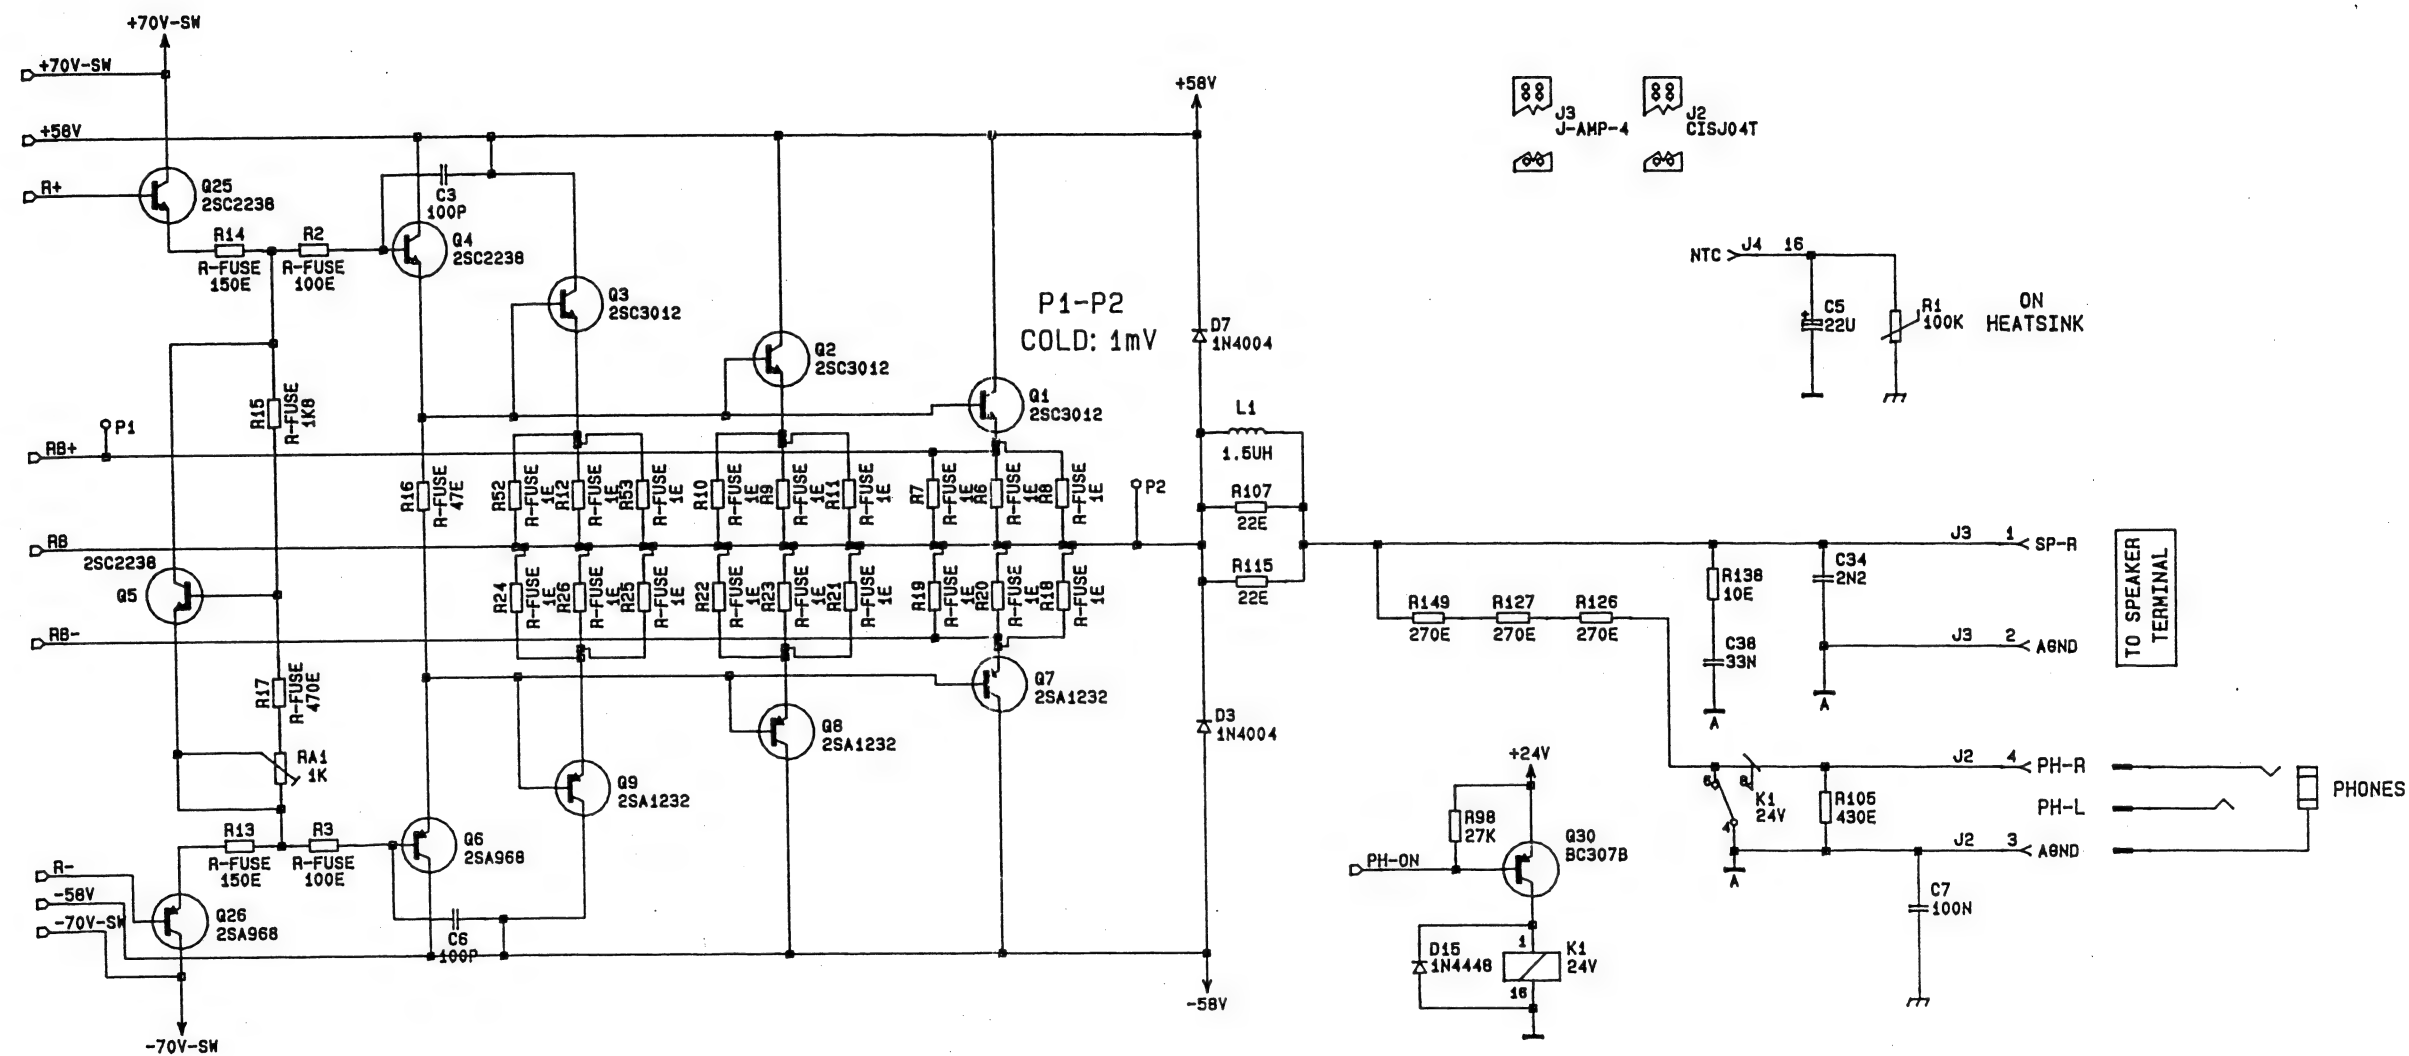 +70V-SW
+70V-SW
+58V
+58V
R+
Q25
2SC2238
R14
R-FUSE
150E
R2
R-FUSE
100E
C3
100P
Q4
2SC2238
Q3
2SC3012
Q2
2SC3012
Q1
2SC3012
P1-P2
COLD: 1mV
D7
1N4004
J3
J-AMP-4
J2
CISJ04T
NTC
J4
16
C5
+
22U
R1
100K
ON
HEATSINK
R15
R-FUSE
1K8
P1
RB+
R16
R-FUSE
47E
R52
R-FUSE
1E
R12
R-FUSE
1E
R53
R-FUSE
1E
R10
R-FUSE
1E
R9
R-FUSE
1E
R11
R-FUSE
1E
R7
R-FUSE
1E
R6
R-FUSE
1E
R8
R-FUSE
1E
P2
L1
1.5UH
R107
22E
R115
22E
RB
2SC2238
Q5
R24
R-FUSE
1E
R26
R-FUSE
1E
R25
R-FUSE
1E
R22
R-FUSE
1E
R23
R-FUSE
1E
R21
R-FUSE
1E
R19
R-FUSE
1E
R20
R-FUSE
1E
R18
R-FUSE
1E
RB-
R17
R-FUSE
470E
RA1
1K
Q7
2SA1232
Q8
2SA1232
Q9
2SA1232
D3
1N4004
R13
R-FUSE
150E
R3
R-FUSE
100E
Q6
2SA968
R-
-58V
-70V-SW
Q26
2SA968
C6
100P
-70V-SW
-58V
J3
1
SP-R
R138
10E
C34
2N2
C38
33N
A
A
J3
2
AGND
TO SPEAKER
TERMINAL
R149
270E
R127
270E
R126
270E
J2
4
PH-R
6
8
4
K1
24V
R105
430E
PH-L
PHONES
J2
3
AGND
A
C7
100N
+24V
R98
27K
Q30
BC307B
PH-ON
D15
1N4448
1
16
K1
24V